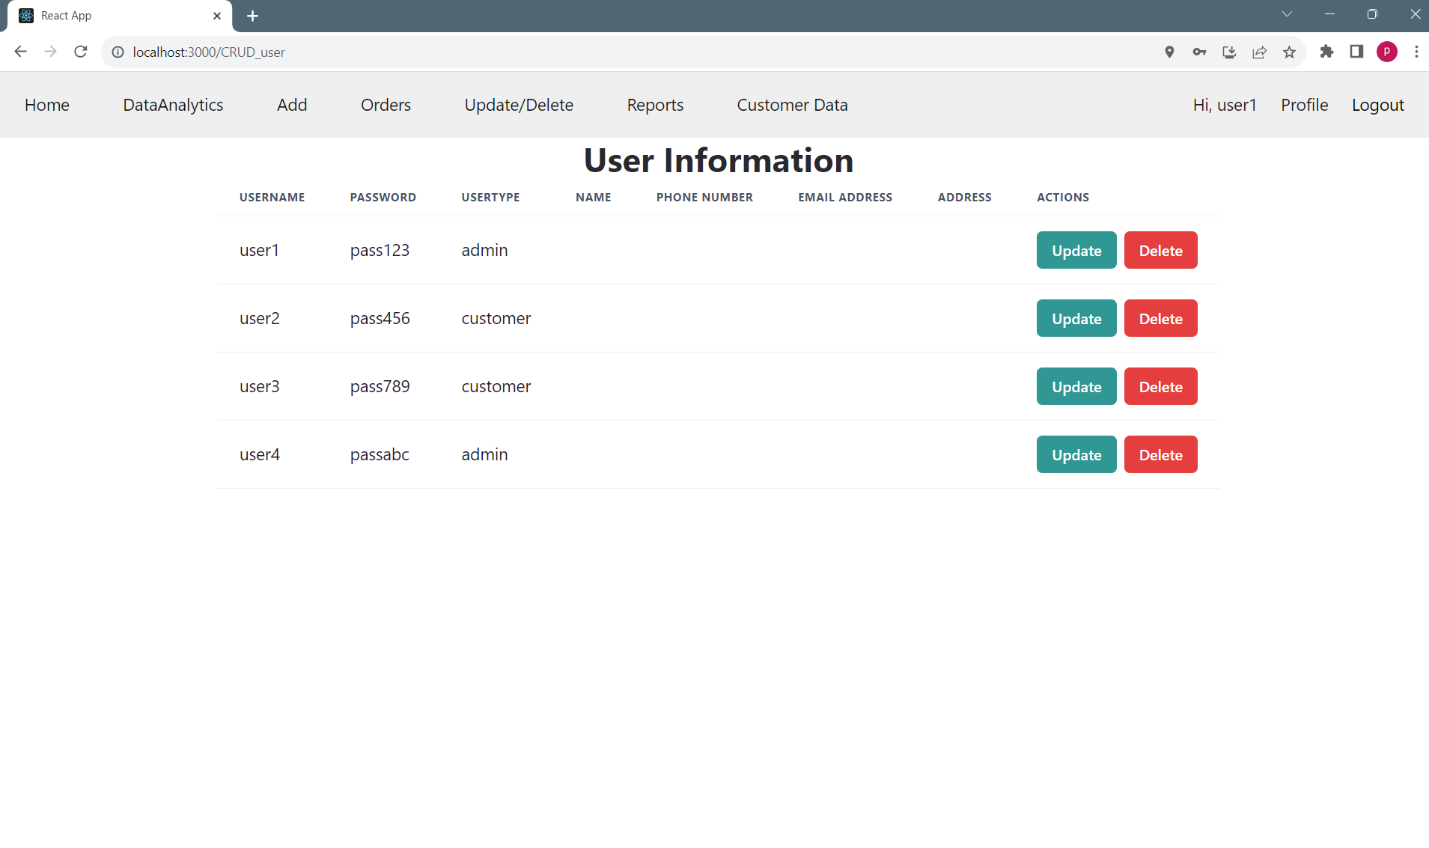 React App
localhost:3000/CRUD_user
P
Home DataAnalytics Add Orders Update/Delete Reports Customer Data Hi, user1 Profile Logout
User Information
USERNAME PASSWORD USERTYPE NAME PHONE NUMBER EMAIL ADDRESS ADDRESS ACTIONS
user1 pass123 admin Update Delete
user2 pass456 customer Update Delete
user3 pass789 customer Update Delete
user4 passabc admin Update Delete